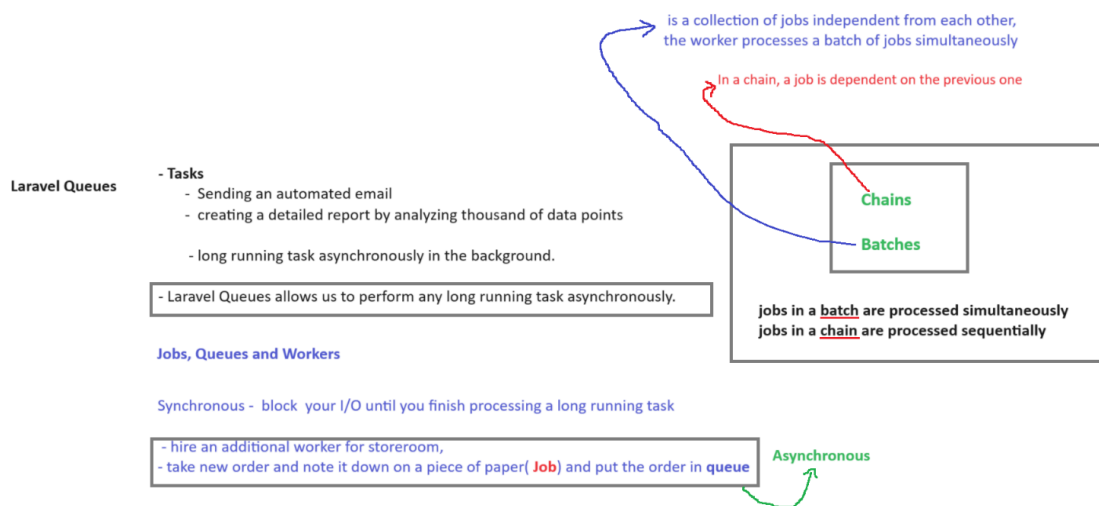 is a collection of jobs independent from each other,
the worker processes a batch of jobs simultaneously
In a chain, a job is dependent on the previous one
Laravel Queues
- Tasks
- Sending an automated email
- creating a detailed report by analyzing thousand of data points
- long running task asynchronously in the background.
- Laravel Queues allows us to perform any long running task asynchronously.
Chains
Batches
jobs in a batch are processed simultaneously
jobs in a chain are processed sequentially
Jobs, Queues and Workers
Synchronous - block your I/O until you finish processing a long running task
- hire an additional worker for storeroom,
- take new order and note it down on a piece of paper( Job) and put the order in queue
Asynchronous